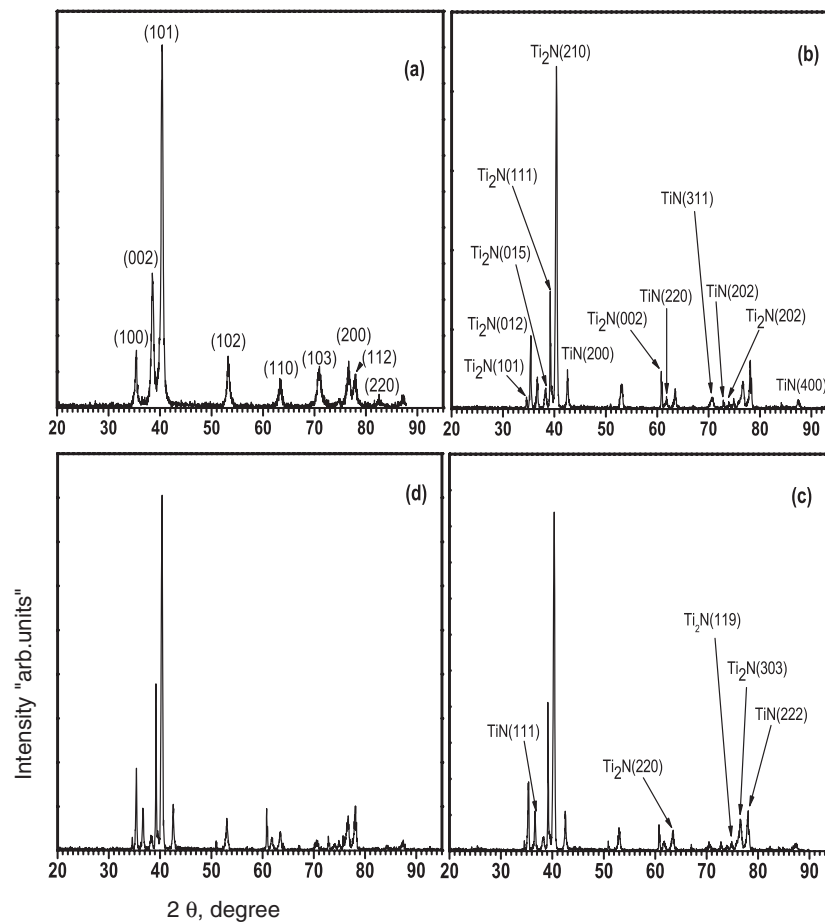 (a)
(101)
(002)
(100)
(102)
(110)
(103)
(200)
(112)
(220)
20 30 40 50 60 70 80 90
(b)
Ti2N(210)
Ti2N(111)
Ti2N(015)
Ti2N(012)
Ti2N(101)
TiN(200)
Ti2N(002)
TiN(220)
TiN(311)
TiN(202)
Ti2N(202)
TiN(400)
20 30 40 50 60 70 80 90
(d)
20 30 40 50 60 70 80 90
(c)
TiN(111)
Ti2N(220)
Ti2N(119)
Ti2N(303)
TiN(222)
20 30 40 50 60 70 80 90
Intensity "arb.units"
2 θ, degree